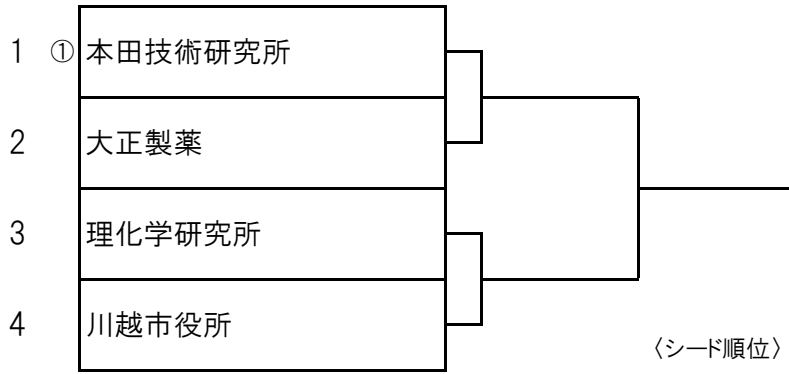 1 ① 本田技術研究所
2 大正製薬
3 理化学研究所
4 川越市役所
〈シード順位〉